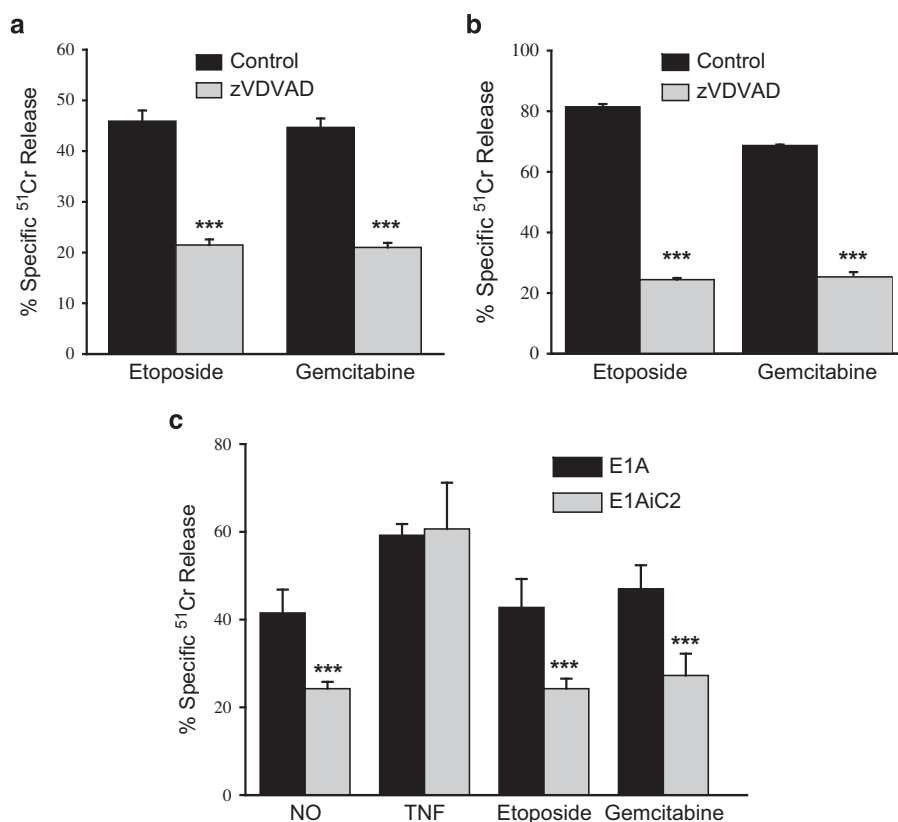 a
60
50
40
30
20
10
0
% Specific 51Cr Release
Control
zVDVAD
***
***
Etoposide
Gemcitabine
b
100
80
60
40
20
0
% Specific 51Cr Release
Control
zVDVAD
***
***
Etoposide
Gemcitabine
c
80
60
40
20
0
% Specific 51Cr Release
E1A
E1AiC2
***
***
***
NO
TNF
Etoposide
Gemcitabine